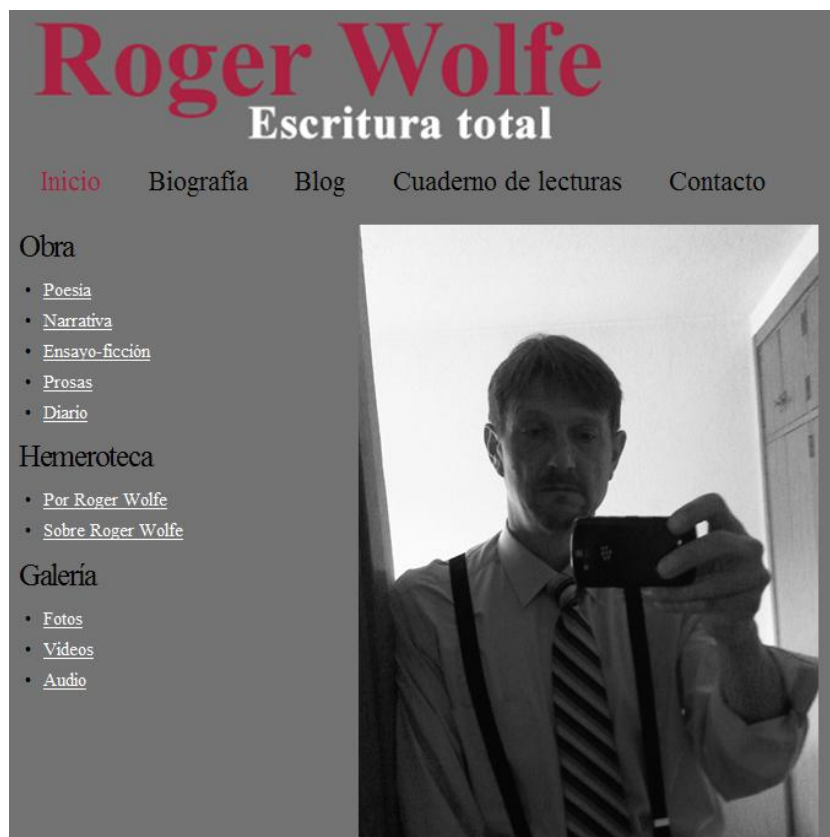 Roger Wolfe
Escritura total
Inicio Biografía Blog Cuaderno de lecturas Contacto
Obra
Poesia
Narrativa
Ensayo-ficción
Prosas
Diario
Hemeroteca
Por Roger Wolfe
Sobre Roger Wolfe
Galería
Fotos
Videos
Audio